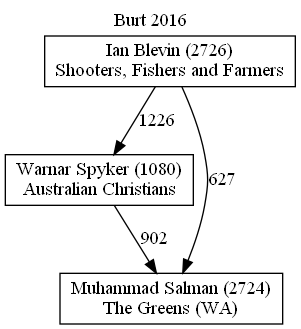 Burt 2016
Ian Blevin (2726)
Shooters, Fishers and Farmers
1226
Warnar Spyker (1080)
Australian Christians
627
902
Muhammad Salman (2724)
The Greens (WA)